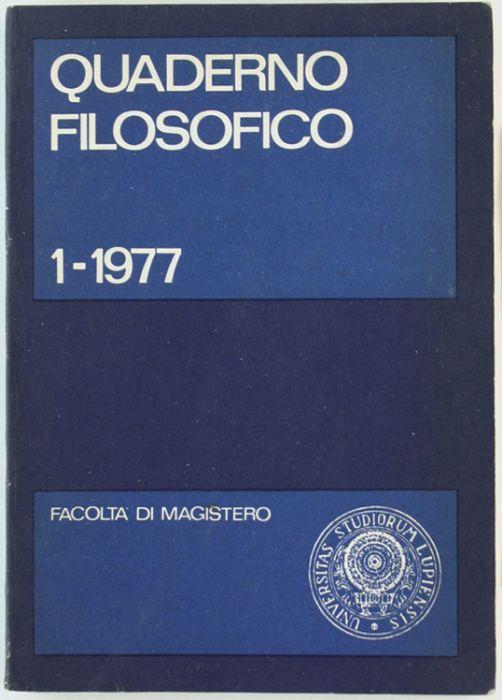 QUADERNO
FILOSOFICO
1-1977
FACOLTA' DI MAGISTERO
UNIVERSITAS STUDIORUM LUPIENSIS